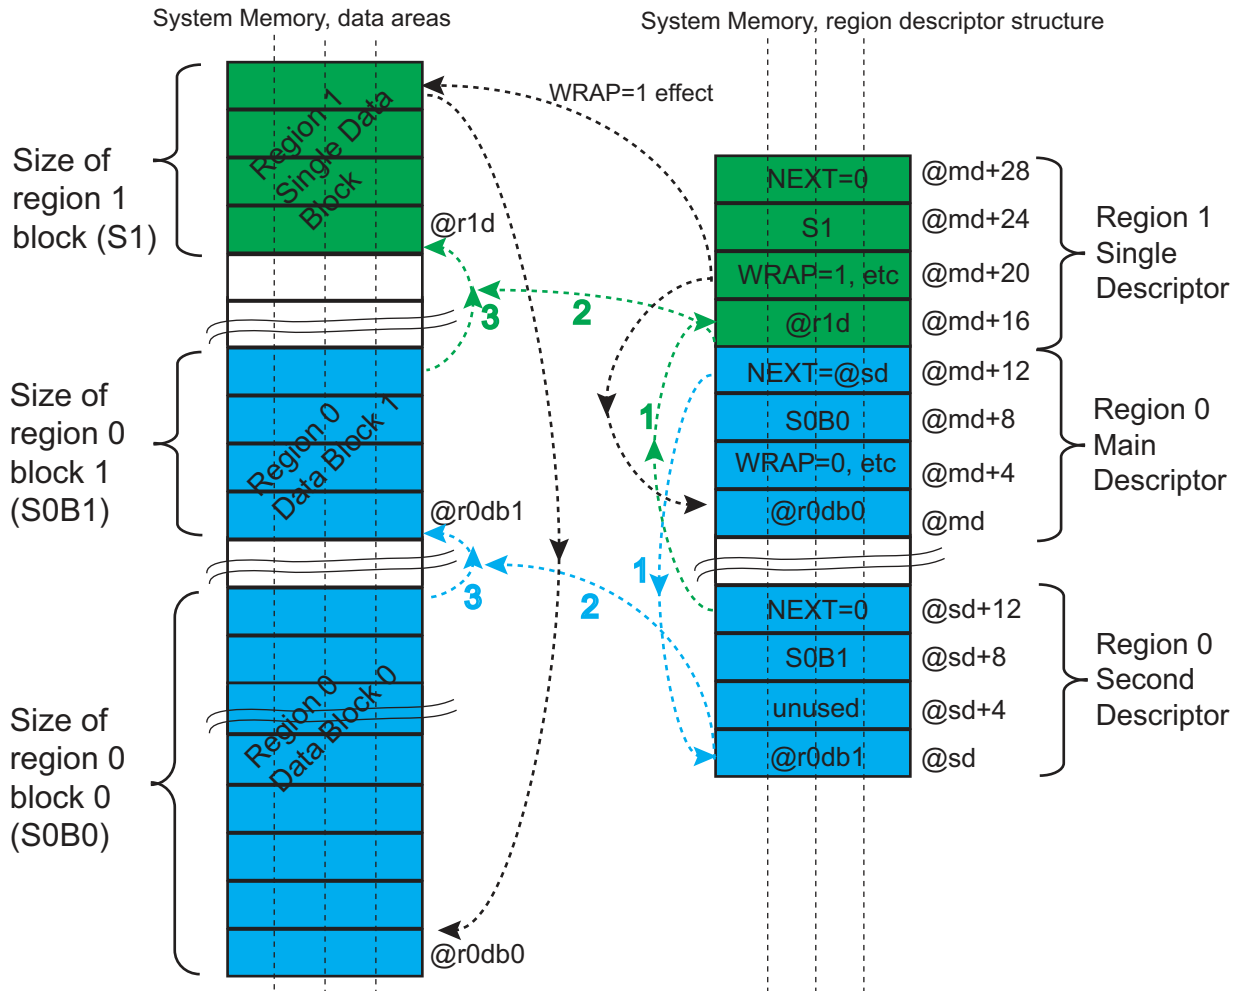 System Memory, data areas
System Memory, region descriptor structure
WRAP=1 effect
Size of
region 1
block (S1)
Region 1
Single Data
Block
@r1d
3
2
Size of
region 0
block 1
(S0B1)
Region 0
Data Block 1
@r0db1
3
2
1
1
Size of
region 0
block 0
(S0B0)
Region 0
Data Block 0
@r0db0
NEXT=0
@md+28
S1
@md+24
WRAP=1, etc
@md+20
@r1d
@md+16
Region 1
Single
Descriptor
NEXT=@sd
@md+12
S0B0
@md+8
WRAP=0, etc
@md+4
@r0db0
@md
Region 0
Main
Descriptor
NEXT=0
@sd+12
S0B1
@sd+8
unused
@sd+4
@r0db1
@sd
Region 0
Second
Descriptor